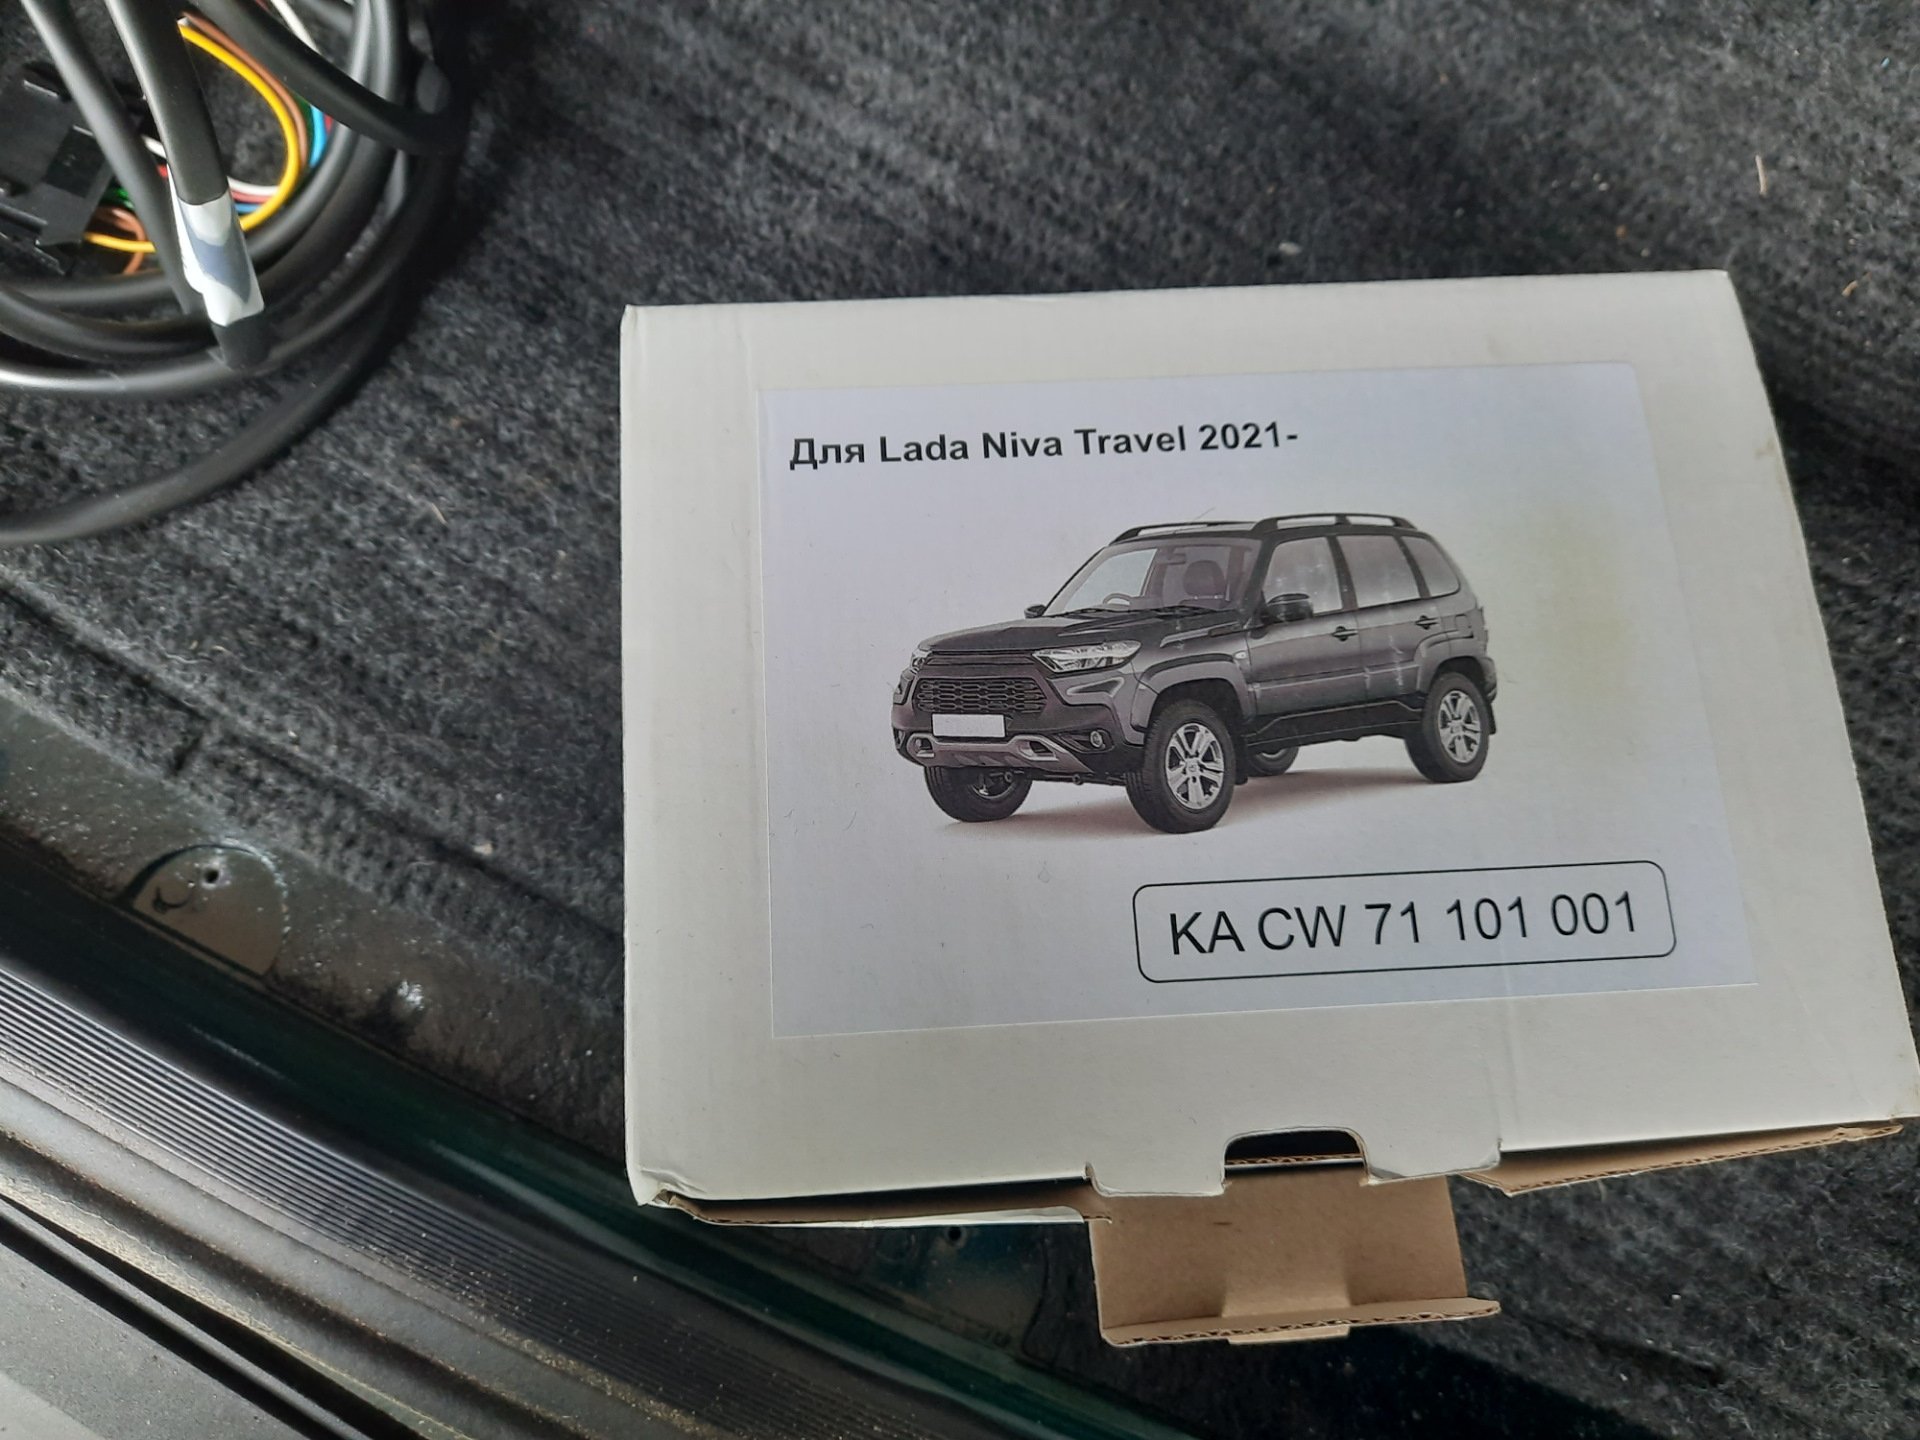 Для Lada Niva Travel 2021-
KA CW 71 101 001